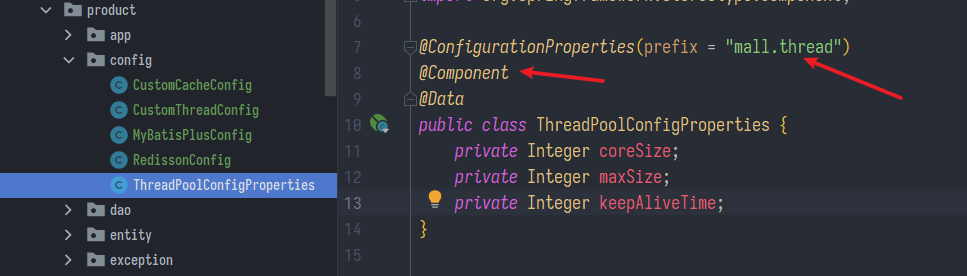 product
app
config
CustomCacheConfig
CustomThreadConfig
MyBatisPlusConfig
RedissonConfig
ThreadPoolConfigProperties
dao
entity
exception
6
7 @ConfigurationProperties(prefix = "mall.thread")
8 @Component
9 @Data
10 public class ThreadPoolConfigProperties {
11 private Integer coreSize;
12 private Integer maxSize;
13 private Integer keepAliveTime;
14 }
15